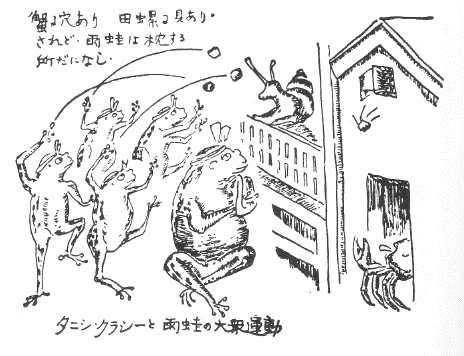 蟹に穴あり 田螺に貝あり。
されど、雨蛙は枕する
所だになし。
タニシ・クラシーと 雨蛙の大衆運動